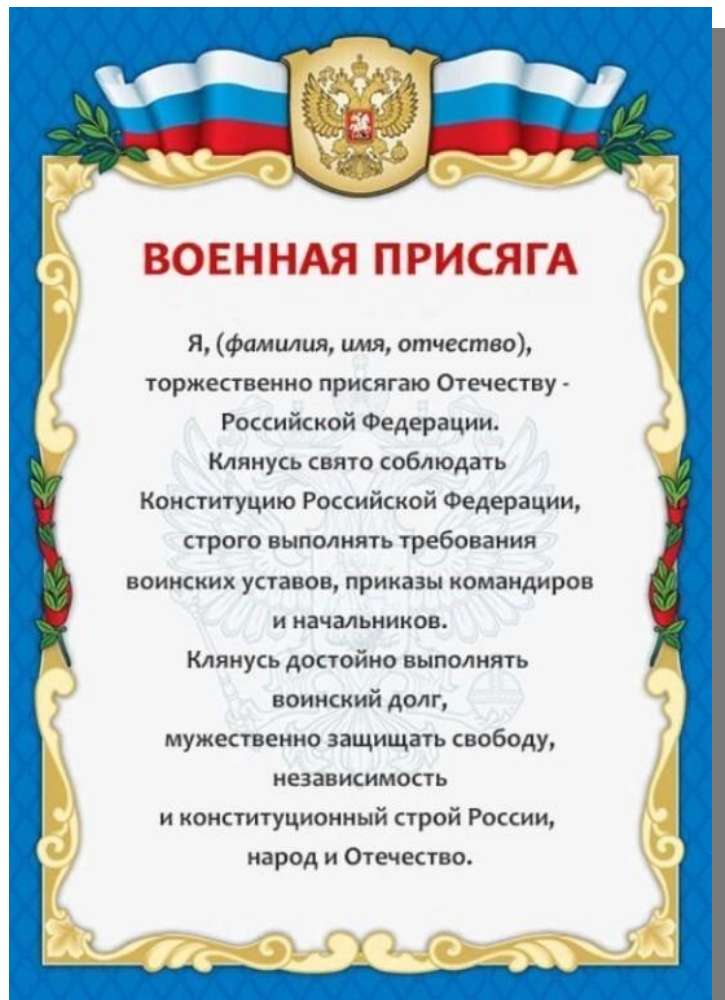 ВОЕННАЯ ПРИСЯГА
Я, (фамилия, имя, отчество),
торжественно присягаю Отечеству -
Российской Федерации.
Клянусь свято соблюдать
Конституцию Российской Федерации,
строго выполнять требования
воинских уставов, приказы командиров
и начальников.
Клянусь достойно выполнять
воинский долг,
мужественно защищать свободу,
независимость
и конституционный строй России,
народ и Отечество.